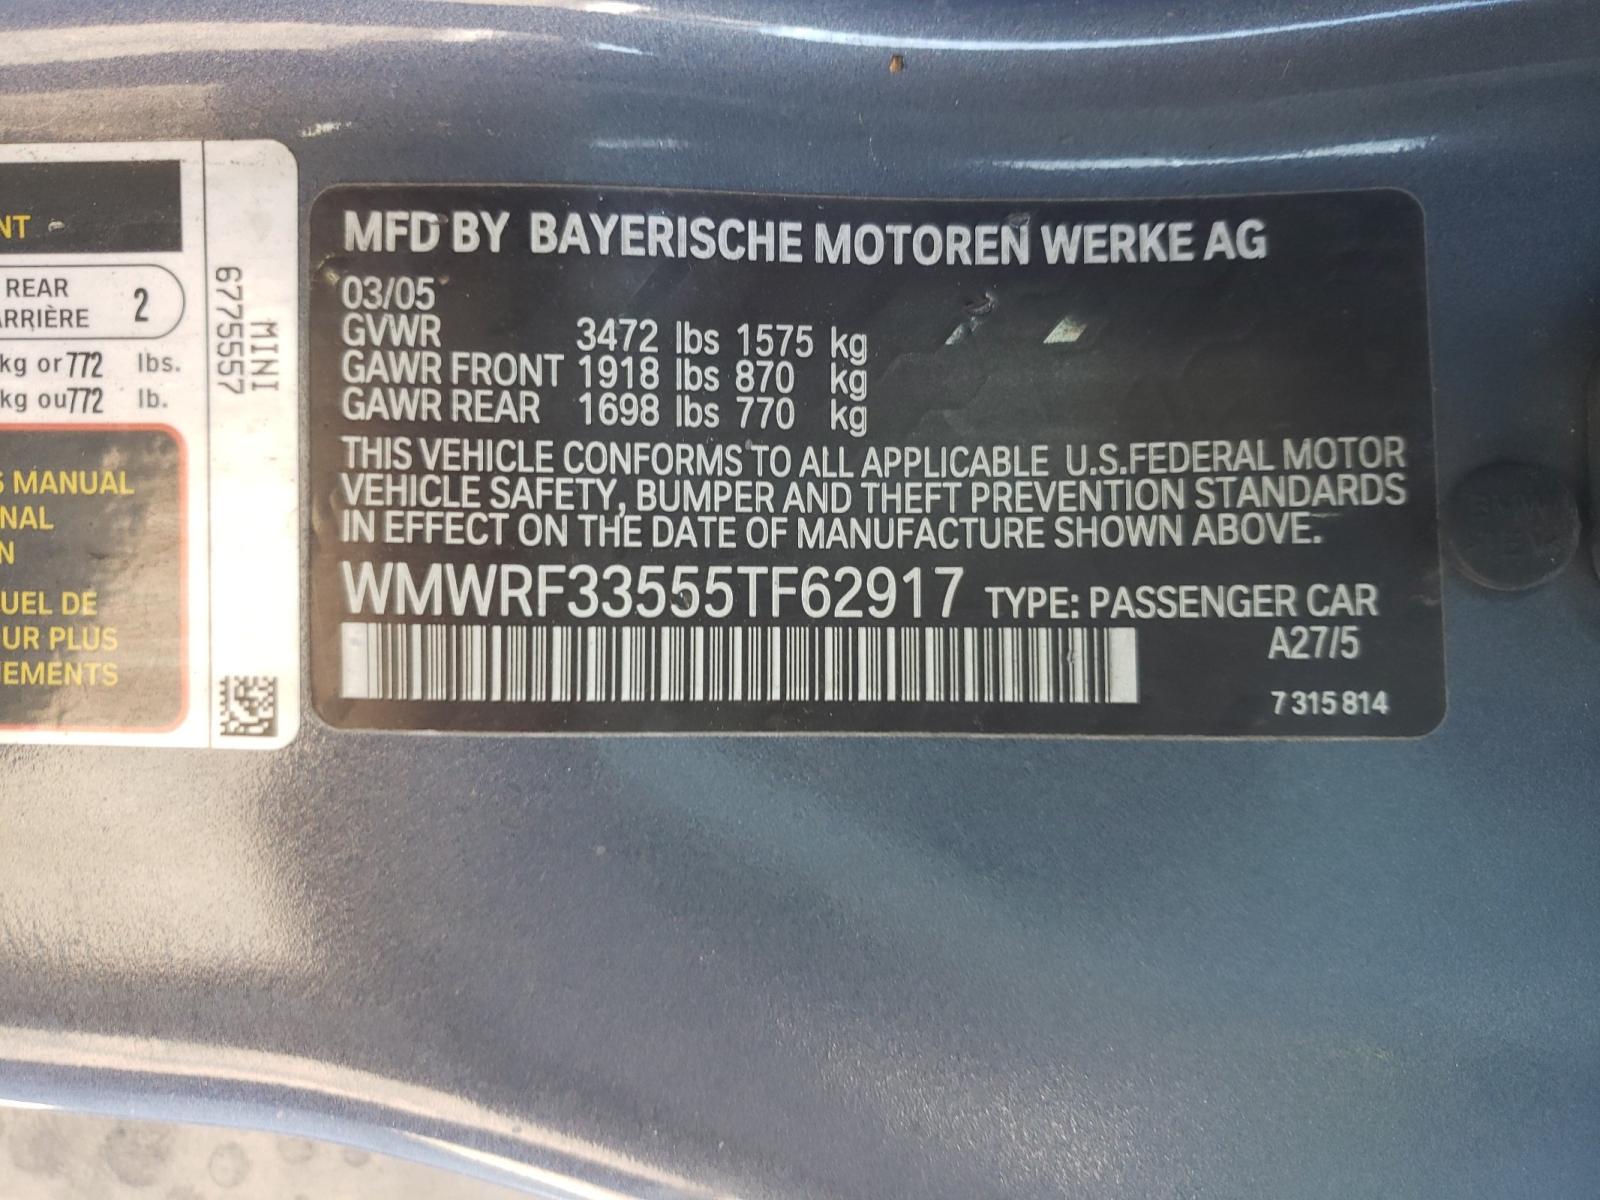 NT
REAR
ARRIÈRE 2
kg or 772 lbs.
kg ou 772 lb.
S MANUAL
NAL
N
UEL DE
UR PLUS
NEMENTS
MINI
6775557
MFD BY BAYERISCHE MOTOREN WERKE AG
03/05
GVWR 3472 lbs 1575 kg
GAWR FRONT 1918 lbs 870 kg
GAWR REAR 1698 lbs 770 kg
THIS VEHICLE CONFORMS TO ALL APPLICABLE U.S.FEDERAL MOTOR
VEHICLE SAFETY, BUMPER AND THEFT PREVENTION STANDARDS
IN EFFECT ON THE DATE OF MANUFACTURE SHOWN ABOVE.
WMWRF33555TF62917 TYPE: PASSENGER CAR
A27/5
7 315 814